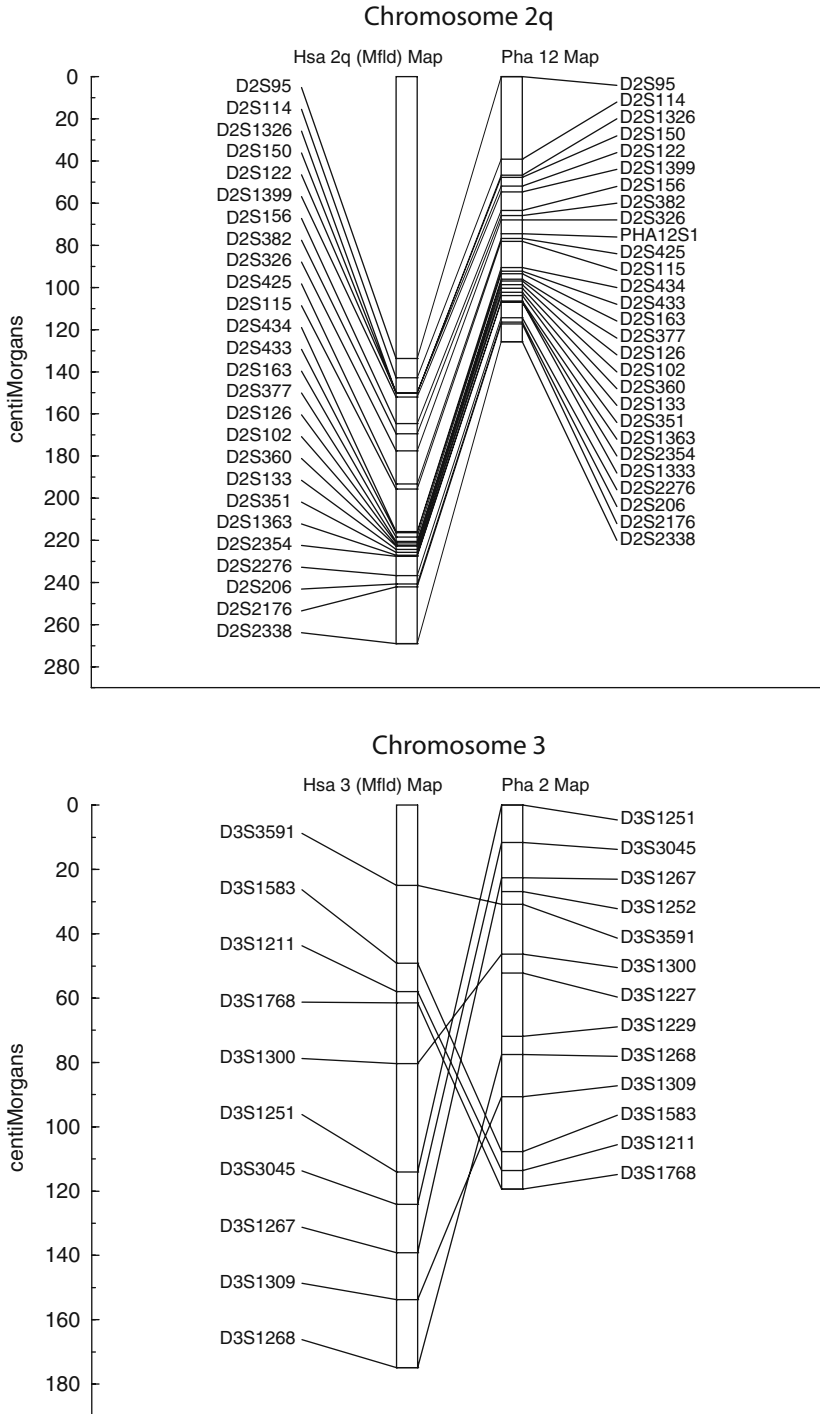 Chromosome 2q
Hsa 2q (Mfld) Map
Pha 12 Map
centiMorgans
0
20
40
60
80
100
120
140
160
180
200
220
240
260
280
D2S95
D2S114
D2S1326
D2S150
D2S122
D2S1399
D2S156
D2S382
D2S326
D2S425
D2S115
D2S434
D2S433
D2S163
D2S377
D2S126
D2S102
D2S360
D2S133
D2S351
D2S1363
D2S2354
D2S2276
D2S206
D2S2176
D2S2338
D2S95
D2S114
D2S1326
D2S150
D2S122
D2S1399
D2S156
D2S382
D2S326
PHA12S1
D2S425
D2S115
D2S434
D2S433
D2S163
D2S377
D2S126
D2S102
D2S360
D2S133
D2S351
D2S1363
D2S2354
D2S1333
D2S2276
D2S206
D2S2176
D2S2338
Chromosome 3
Hsa 3 (Mfld) Map
Pha 2 Map
centiMorgans
0
20
40
60
80
100
120
140
160
180
D3S3591
D3S1583
D3S1211
D3S1768
D3S1300
D3S1251
D3S3045
D3S1267
D3S1309
D3S1268
D3S1251
D3S3045
D3S1267
D3S1252
D3S3591
D3S1300
D3S1227
D3S1229
D3S1268
D3S1309
D3S1583
D3S1211
D3S1768